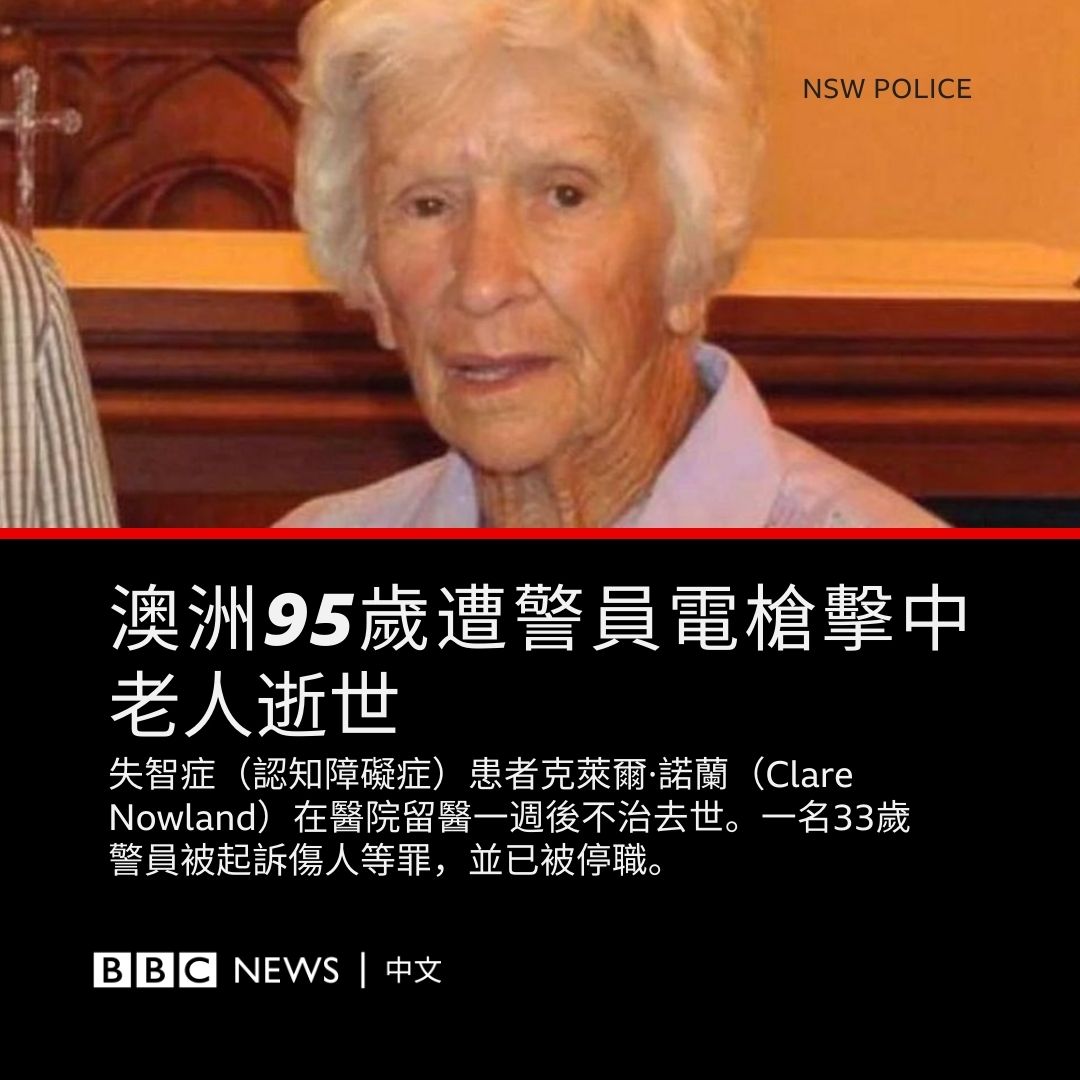 NSW POLICE
澳洲95歲遭警員電槍擊中
老人逝世
失智症（認知障礙症）患者克萊爾·諾蘭（Clare
Nowland）在醫院留醫一週後不治去世。一名33歲
警員被起訴傷人等罪，並已被停職。
BBC NEWS | 中文